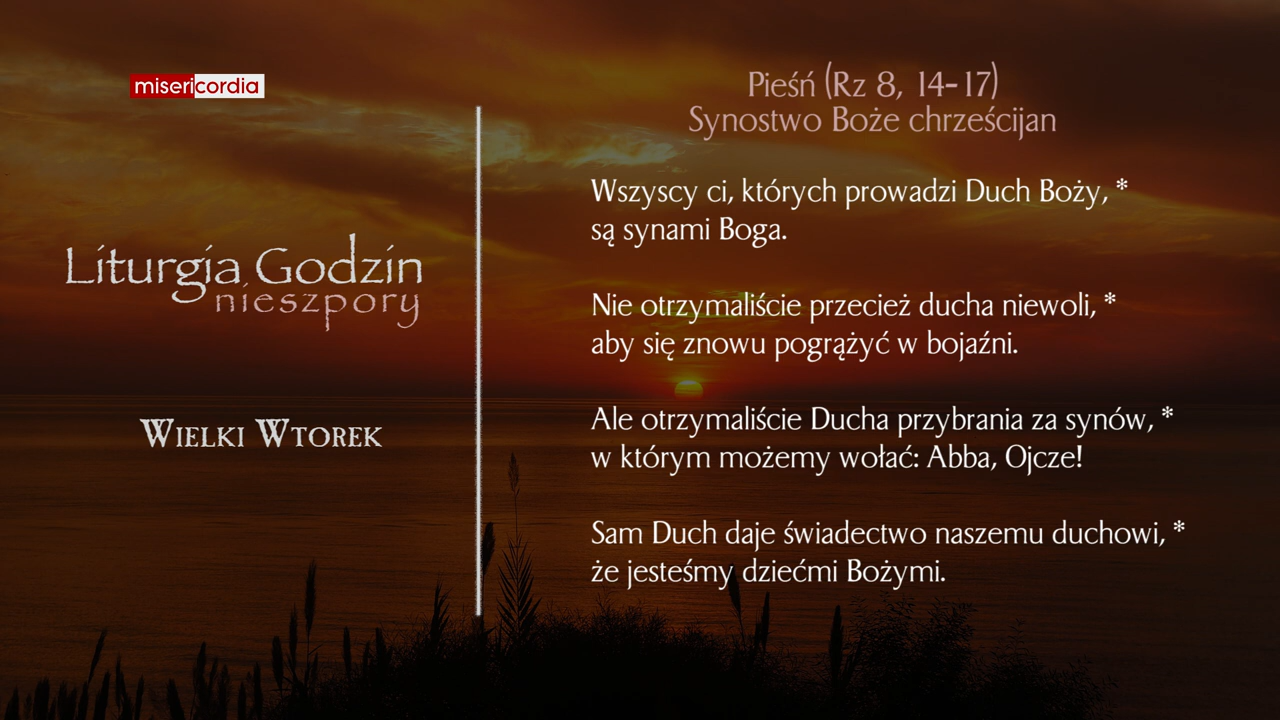 misericordia
Liturgia Godzin
nieszpory
Wielki Wtorek
Pieśń (Rz 8, 14-17)
Synostwo Boże chrześcijan
Wszyscy ci, których prowadzi Duch Boży, *
są synami Boga.
Nie otrzymaliście przecież ducha niewoli, *
aby się znowu pogrążyć w bojaźni.
Ale otrzymaliście Ducha przybrania za synów, *
w którym możemy wołać: Abba, Ojcze!
Sam Duch daje świadectwo naszemu duchowi, *
że jesteśmy dziećmi Bożymi.